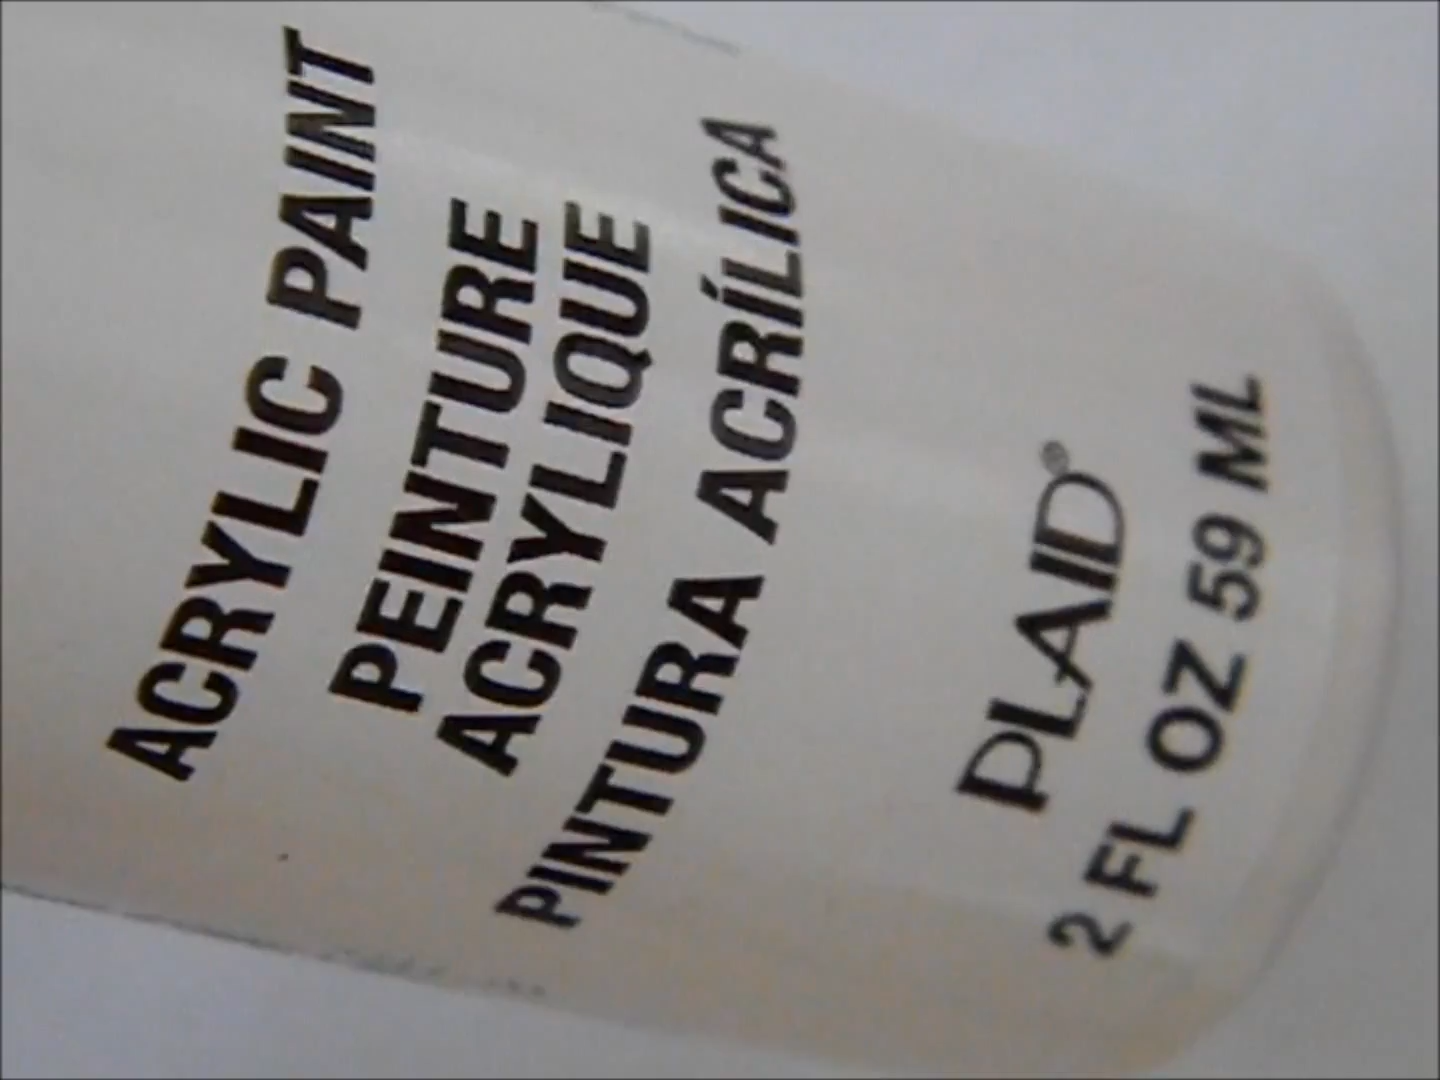 ACRYLIC PAINT
PEINTURE
ACRYLIQUE
PINTURA ACRÍLICA
PLAID®
2 FL OZ 59 ML